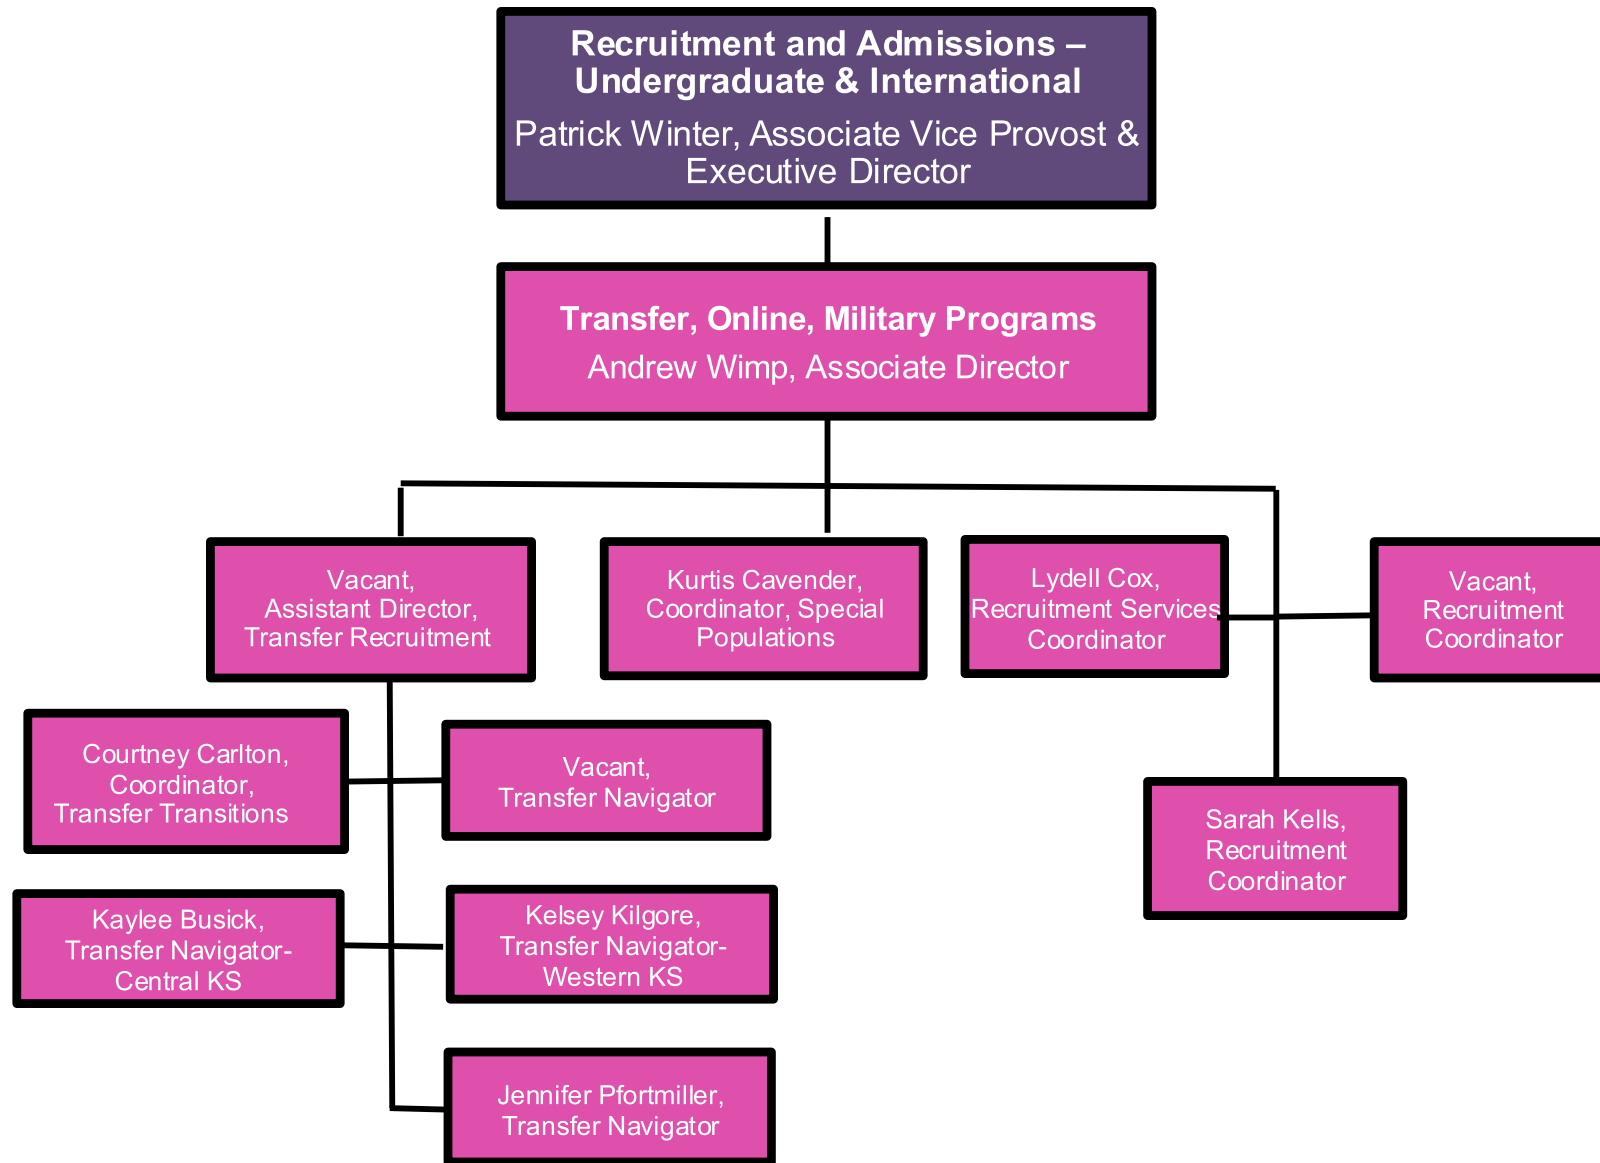 Recruitment and Admissions –
Undergraduate & International
Patrick Winter, Associate Vice Provost &
Executive Director
Transfer, Online, Military Programs
Andrew Wimp, Associate Director
Vacant,
Assistant Director,
Transfer Recruitment
Kurtis Cavender,
Coordinator, Special
Populations
Lydell Cox,
Recruitment Services
Coordinator
Vacant,
Recruitment
Coordinator
Courtney Carlton,
Coordinator,
Transfer Transitions
Vacant,
Transfer Navigator
Sarah Kells,
Recruitment
Coordinator
Kaylee Busick,
Transfer Navigator-
Central KS
Kelsey Kilgore,
Transfer Navigator-
Western KS
Jennifer Pfortmiller,
Transfer Navigator